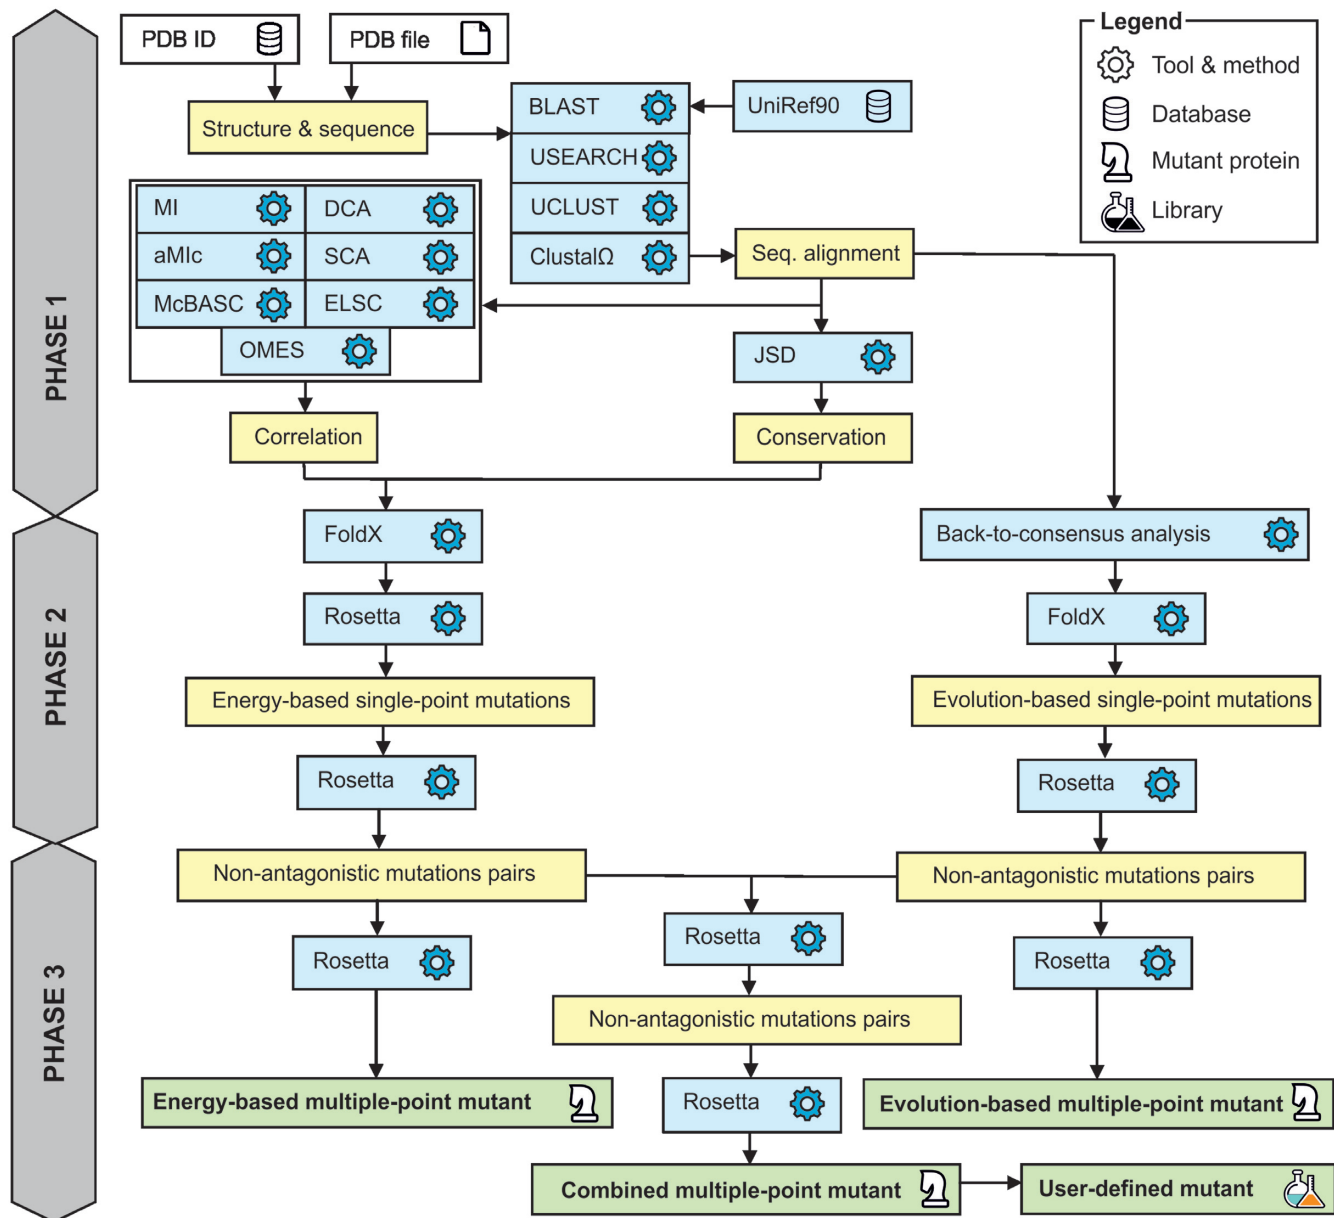 PDB ID
PDB file
Legend
Tool & method
Database
Mutant protein
Library
Structure & sequence
BLAST
UniRef90
USEARCH
UCLUST
ClustalΩ
Seq. alignment
MI
DCA
aMIc
SCA
McBASC
ELSC
OMES
JSD
PHASE 1
Correlation
Conservation
FoldX
Back-to-consensus analysis
Rosetta
FoldX
PHASE 2
Energy-based single-point mutations
Evolution-based single-point mutations
Rosetta
Rosetta
Non-antagonistic mutations pairs
Non-antagonistic mutations pairs
Rosetta
Rosetta
Rosetta
PHASE 3
Non-antagonistic mutations pairs
Energy-based multiple-point mutant
Rosetta
Evolution-based multiple-point mutant
Combined multiple-point mutant
User-defined mutant